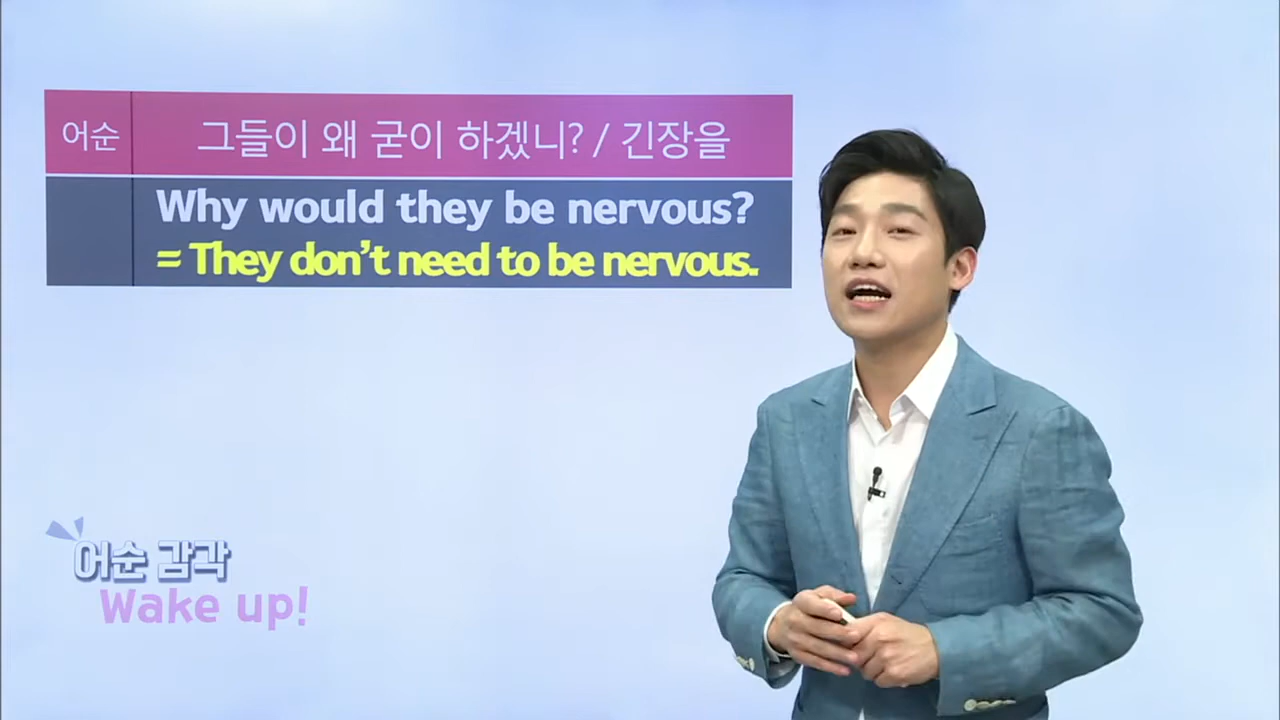 어순
그들이 왜 굳이 하겠니? / 긴장을
Why would they be nervous?
= They don't need to be nervous.
어순 감각
Wake up!